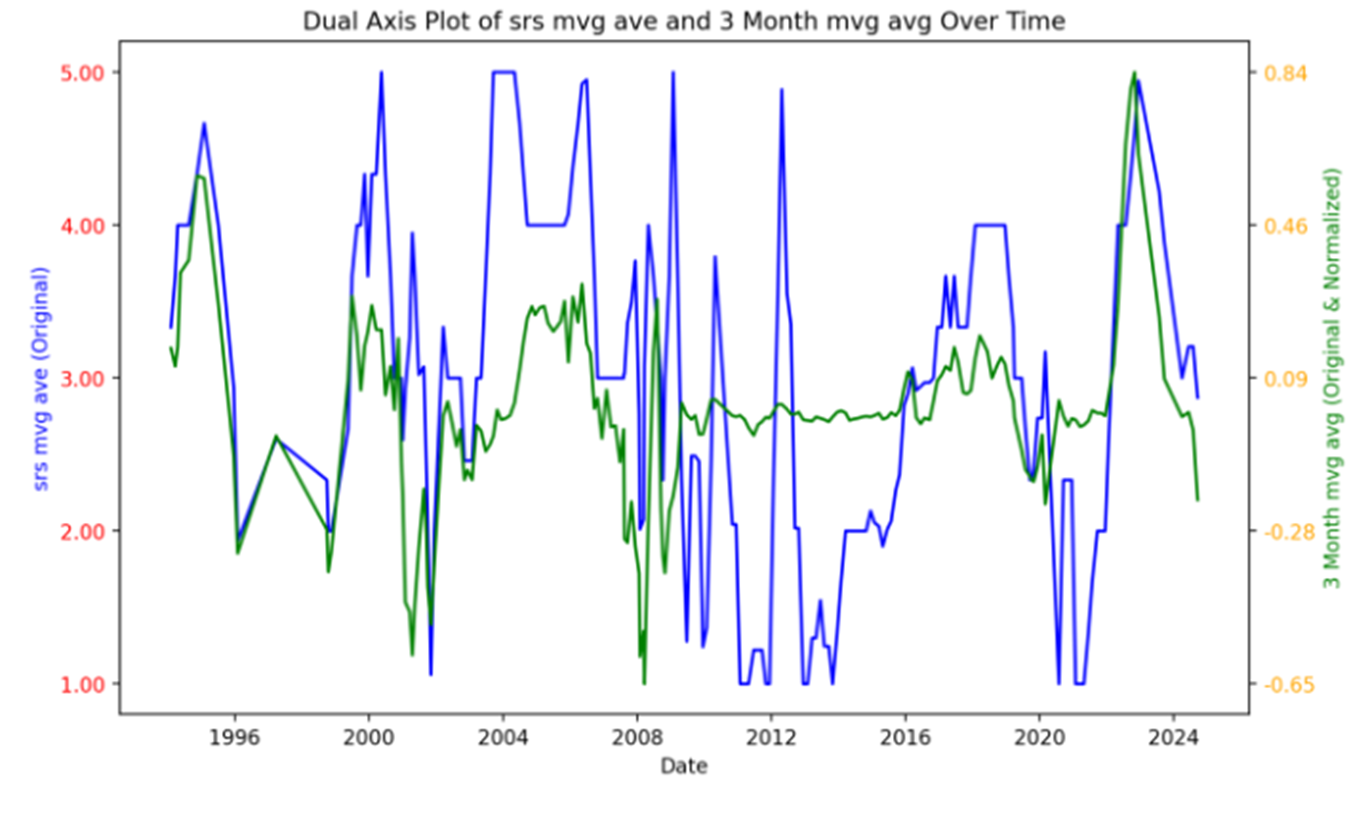 Dual Axis Plot of srs mvg ave and 3 Month mvg avg Over Time
srs mvg ave (Original)
5.00
4.00
3.00
2.00
1.00
0.84
0.46
0.09
-0.28
-0.65
3 Month mvg avg (Original & Normalized)
1996 2000 2004 2008 2012 2016 2020 2024
Date